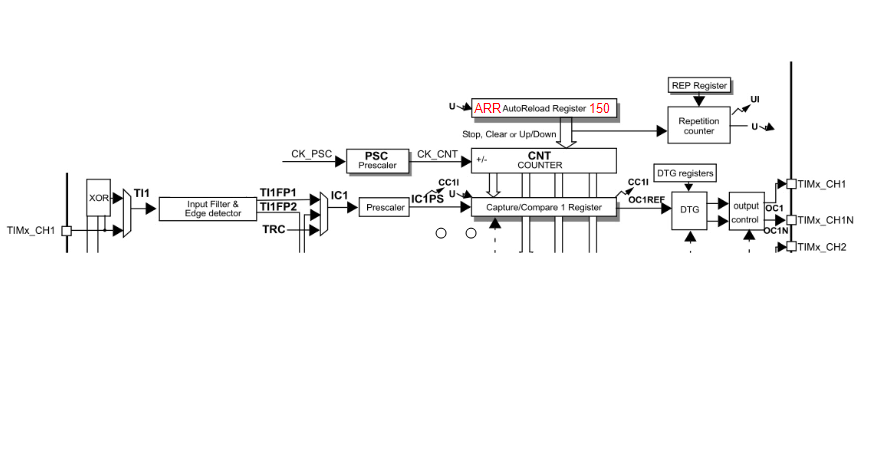 REP Register
UI
U
ARR AutoReload Register 150
Repetition
counter
U
Stop, Clear or Up/Down
CK_PSC
PSC
Prescaler
CK_CNT
+/-
CNT
COUNTER
DTG registers
XOR
TI1
Input Filter &
Edge detector
TI1FP1
TI1FP2
TRC
IC1
Prescaler
IC1PS
CC1I
U
Capture/Compare 1 Register
CC1I
OC1REF
DTG
output
control
OC1
OC1N
TIMx_CH1
TIMx_CH1
TIMx_CH1N
TIMx_CH2